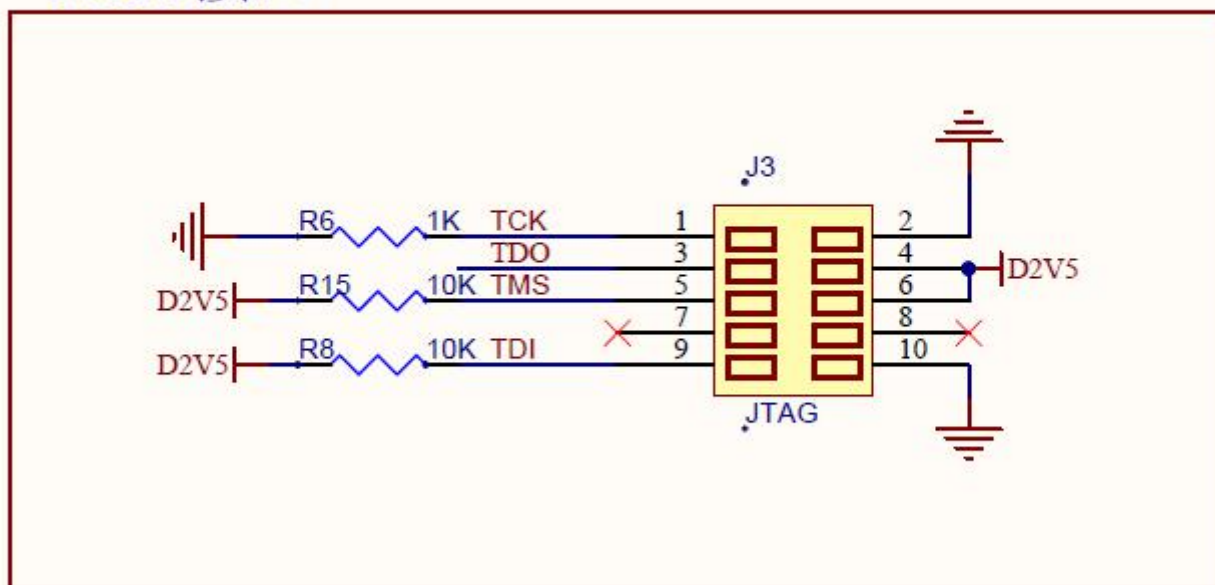 J3
R6 1K TCK 1 2
TDO 3 4 D2V5
D2V5 R15 10K TMS 5 6
7 8
D2V5 R8 10K TDI 9 10
JTAG